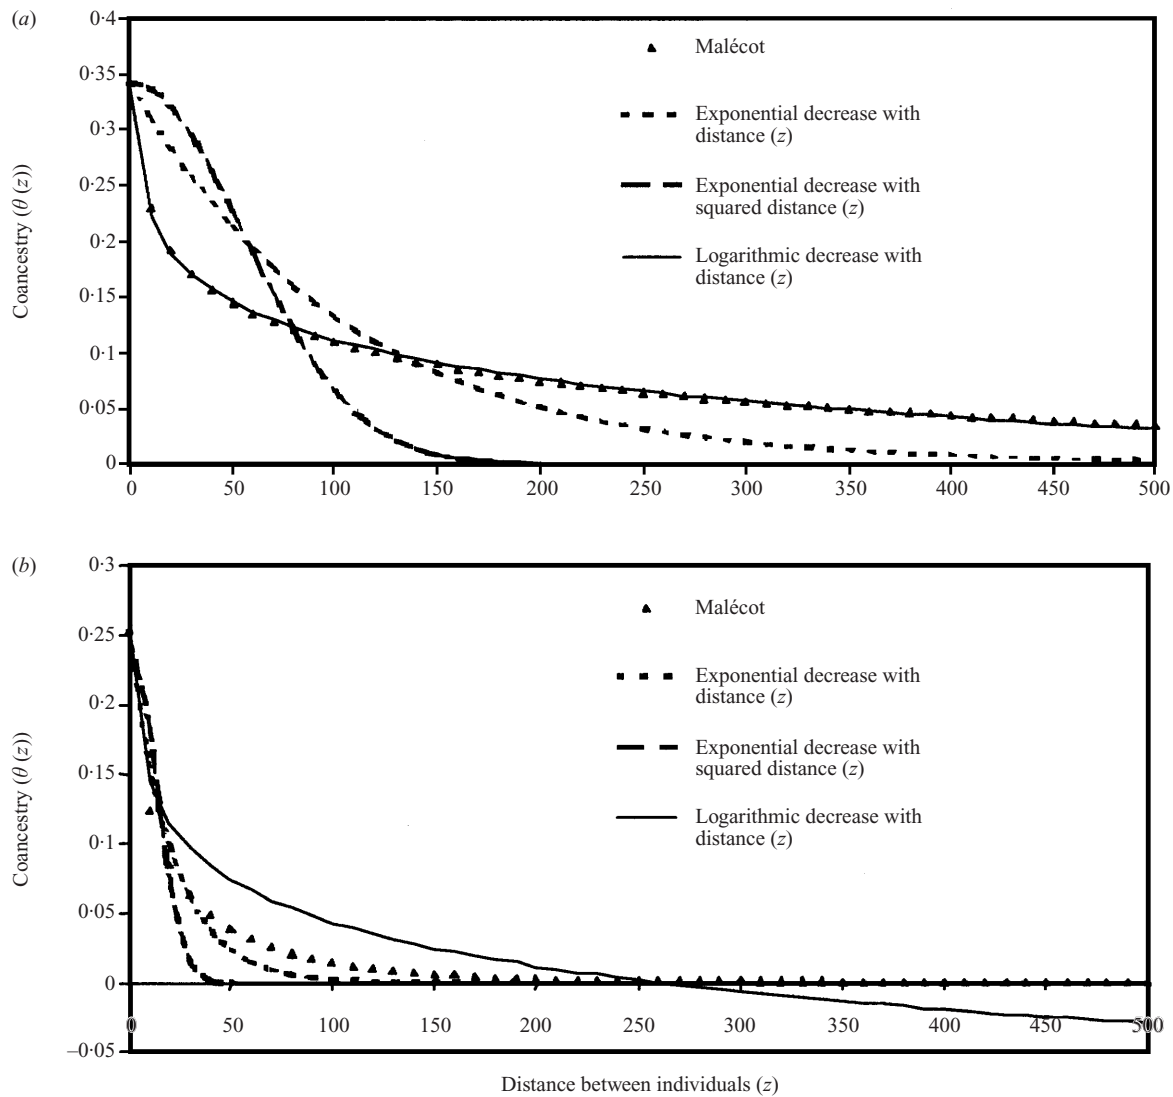 (a)
0·4
0·35
0·3
0·25
0·2
0·15
0·1
0·05
0
Coancestry (θ (z))
Malécot
Exponential decrease with
distance (z)
Exponential decrease with
squared distance (z)
Logarithmic decrease with
distance (z)
0 50 100 150 200 250 300 350 400 450 500
(b)
0·3
0·25
0·2
0·15
0·1
0·05
0
–0·05
Coancestry (θ (z))
Malécot
Exponential decrease with
distance (z)
Exponential decrease with
squared distance (z)
Logarithmic decrease with
distance (z)
0 50 100 150 200 250 300 350 400 450 500
Distance between individuals (z)